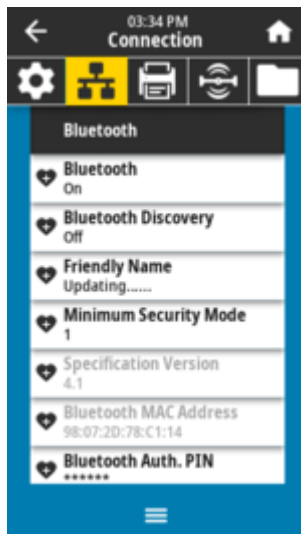 03:34 PM
Connection
Bluetooth
Bluetooth
On
Bluetooth Discovery
Off
Friendly Name
Updating......
Minimum Security Mode
1
Specification Version
4.1
Bluetooth MAC Address
98:07:2D:78:C1:14
Bluetooth Auth. PIN
******